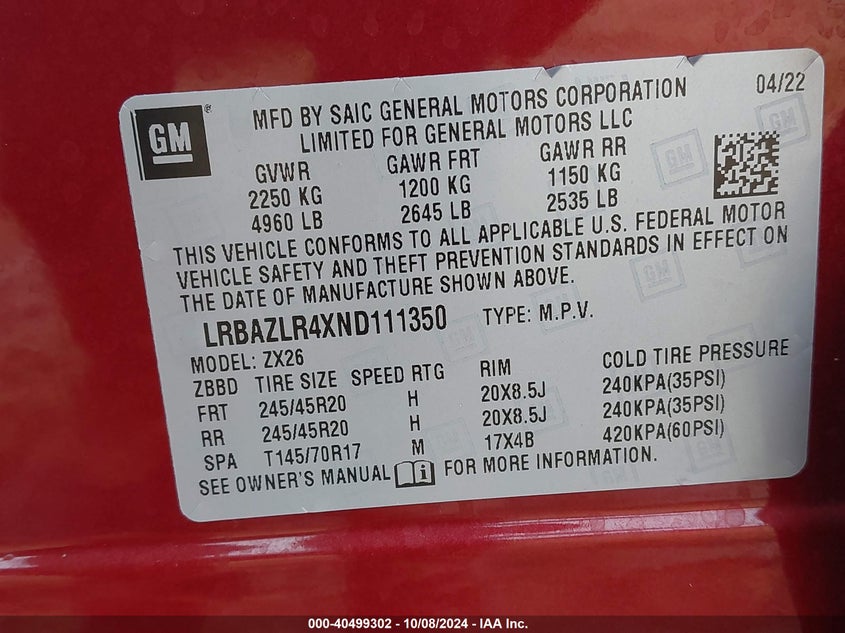 GM
®
MFD BY SAIC GENERAL MOTORS CORPORATION
LIMITED FOR GENERAL MOTORS LLC
04/22
GVWR GAWR FRT GAWR RR
2250 KG 1200 KG 1150 KG
4960 LB 2645 LB 2535 LB
THIS VEHICLE CONFORMS TO ALL APPLICABLE U.S. FEDERAL MOTOR
VEHICLE SAFETY AND THEFT PREVENTION STANDARDS IN EFFECT ON
THE DATE OF MANUFACTURE SHOWN ABOVE.
LRBAZLR4XND111350 TYPE: M.P.V.
MODEL: ZX26
ZBBD TIRE SIZE SPEED RTG RIM COLD TIRE PRESSURE
FRT 245/45R20 H 20X8.5J 240KPA(35PSI)
RR 245/45R20 H 20X8.5J 240KPA(35PSI)
SPA T145/70R17 M 17X4B 420KPA(60PSI)
SEE OWNER'S MANUAL FOR MORE INFORMATION.
000-40499302 - 10/08/2024 - IAA Inc.